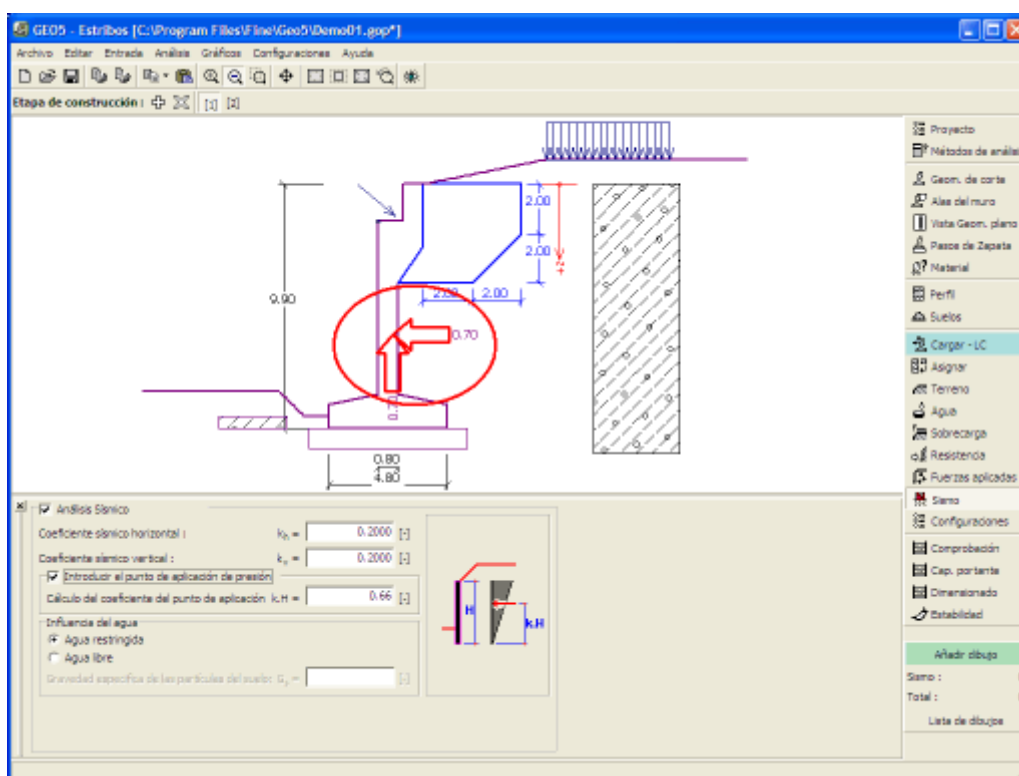 GEO5 - Estribos [C:\Program Files\Fine\Geo5\Demo01.gop*]
Archivo Editar Entrada Análisis Gráficos Configuraciones Ayuda
Etapa de construcción : [1] [2]
2.00
2.00
+z
2.00 2.00
9.90
0.70
0.70
0.80
4.80
Proyecto
Métodos de análisi
Geom. de corte
Alas del muro
Vista Geom. plano
Pasos de Zapata
Material
Perfil
Suelos
Cargar - LC
Asignar
Terreno
Agua
Sobrecarga
Resistencia
Fuerzas aplicadas
Sismo
Configuraciones
Comprobación
Cap. portante
Dimensionado
Estabilidad
Añadir dibujo
Sismo :
Total :
Lista de dibujos
Análisis Sísmico
Coeficiente sísmico horizontal : kh = 0.2000 [-]
Coeficiente sísmico vertical : kv = 0.2000 [-]
Introducir el punto de aplicación de presión
Cálculo del coeficiente del punto de aplicación k.H = 0.66 [-]
Influencia del agua
Agua restringida
Agua libre
Gravedad específica de las partículas del suelo: Gs = [-]
H
k.H